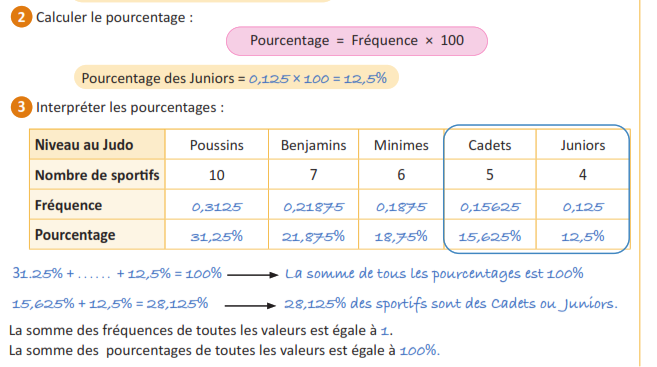 2 Calculer le pourcentage :
Pourcentage = Fréquence × 100
Pourcentage des Juniors = 0,125 × 100 = 12,5%
3 Interpréter les pourcentages :
Niveau au Judo Poussins Benjamins Minimes Cadets Juniors
Nombre de sportifs 10 7 6 5 4
Fréquence 0,3125 0,21875 0,1875 0,15625 0,125
Pourcentage 31,25% 21,875% 18,75% 15,625% 12,5%
31.25% + ...... + 12,5% = 100% → La somme de tous les pourcentages est 100%
15,625% + 12,5% = 28,125% → 28,125% des sportifs sont des Cadets ou Juniors.
La somme des fréquences de toutes les valeurs est égale à 1.
La somme des pourcentages de toutes les valeurs est égale à 100%.